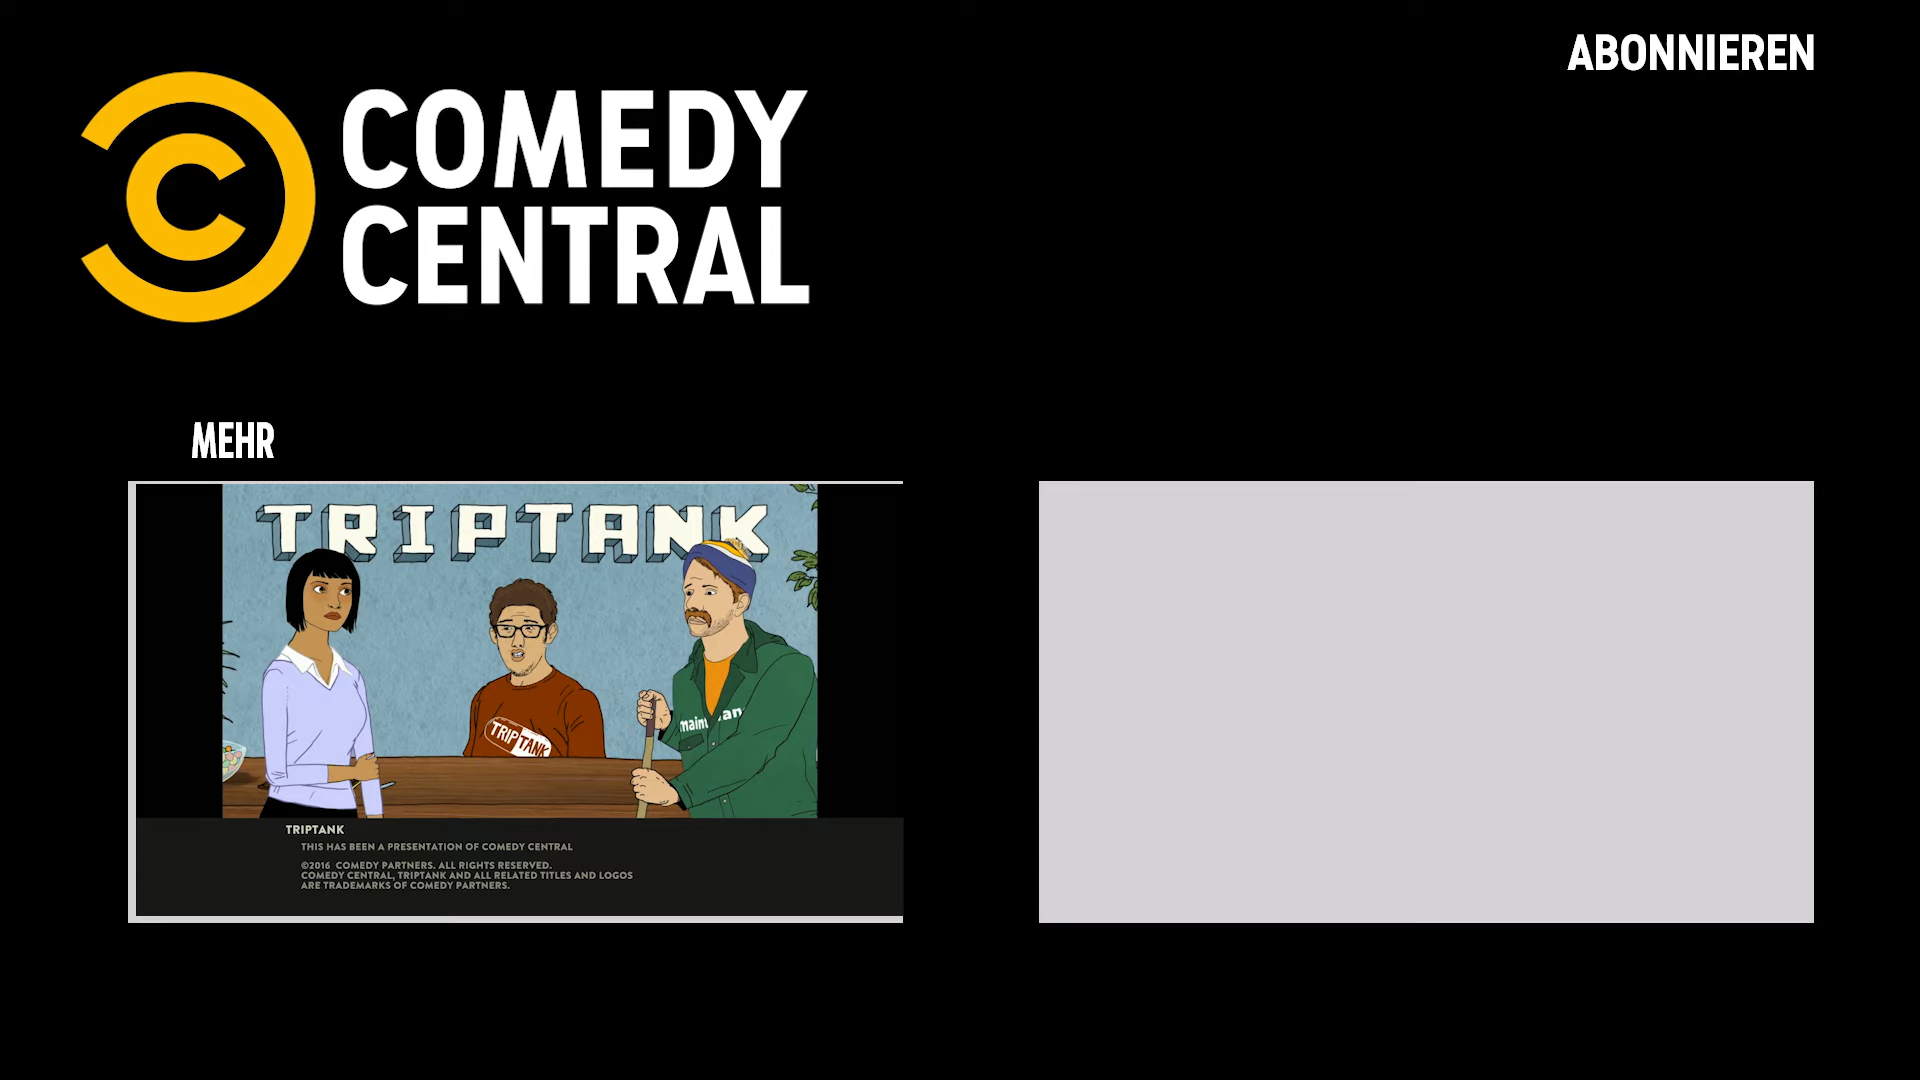 ABONNIEREN
COMEDY
CENTRAL
MEHR
TRIPTANK
TRIPTANK
TRIPTANK
THIS HAS BEEN A PRESENTATION OF COMEDY CENTRAL
©2016 COMEDY PARTNERS. ALL RIGHTS RESERVED.
COMEDY CENTRAL, TRIPTANK AND ALL RELATED TITLES AND LOGOS
ARE TRADEMARKS OF COMEDY PARTNERS.